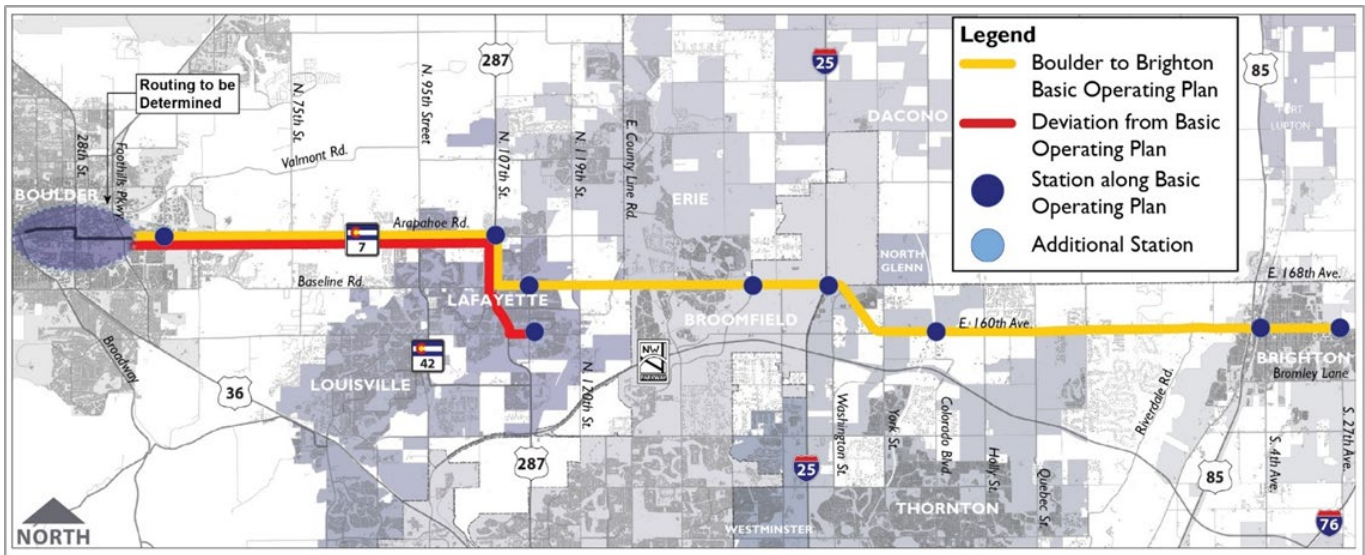 Routing to be
Determined
28th St.
Foothills Pkwy.
BOULDER
Broadway
36
N. 75th St.
Valmont Rd.
N. 95th Street
287
N. 107th St.
Arapahoe Rd.
7
Baseline Rd.
LAFAYETTE
42
LOUISVILLE
287
N. 119th St.
N. 120th St.
E. County Line Rd.
ERIE
BROOMFIELD
NW
PARKWAY
25
DACONO
NORTH
GLENN
Washington St.
York St.
Colorado Blvd.
Holly St.
Quebec St.
E. 160th Ave.
25
WESTMINSTER
THORNTON
Riverdale Rd.
85
FORT
LUPTON
E. 168th Ave.
BRIGHTON
Bromley Lane
S. 4th Ave.
S. 27th Ave.
85
76
Legend
Boulder to Brighton
Basic Operating Plan
Deviation from Basic
Operating Plan
Station along Basic
Operating Plan
Additional Station
NORTH